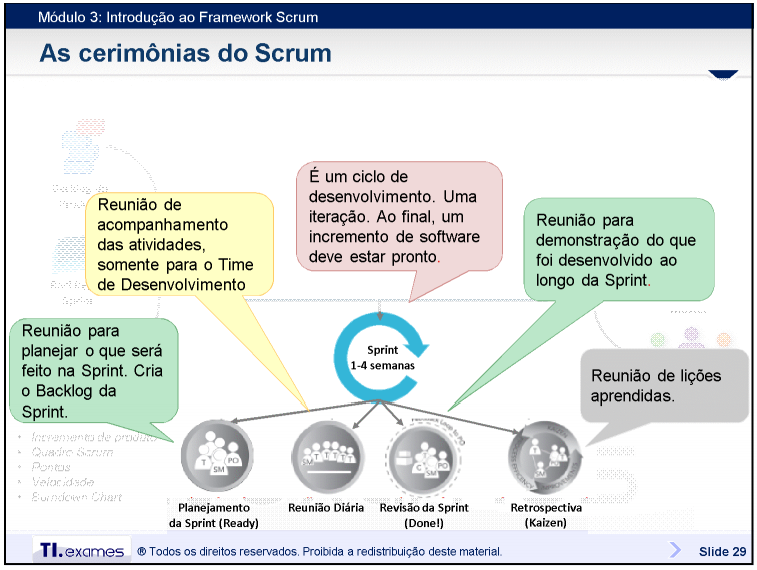 Módulo 3: Introdução ao Framework Scrum
As cerimônias do Scrum
É um ciclo de
desenvolvimento. Uma
iteração. Ao final, um
incremento de software
deve estar pronto.
Reunião de
acompanhamento
das atividades,
somente para o Time
de Desenvolvimento
Reunião para
demonstração do que
foi desenvolvido ao
longo da Sprint.
Reunião para
planejar o que será
feito na Sprint. Cria
o Backlog da
Sprint.
Sprint
1-4 semanas
Reunião de lições
aprendidas.
• Incremento de produto
• Quadro Scrum
• Pontos
• Velocidade
• Burndown Chart
T
SM
PO
SM
T
T
T
T
T
C
SM
PO
T
SM
PO
Planejamento
da Sprint (Ready)
Reunião Diária
Revisão da Sprint
(Done!)
Retrospectiva
(Kaizen)
TI.exames
® Todos os direitos reservados. Proibida a redistribuição deste material.
Slide 29